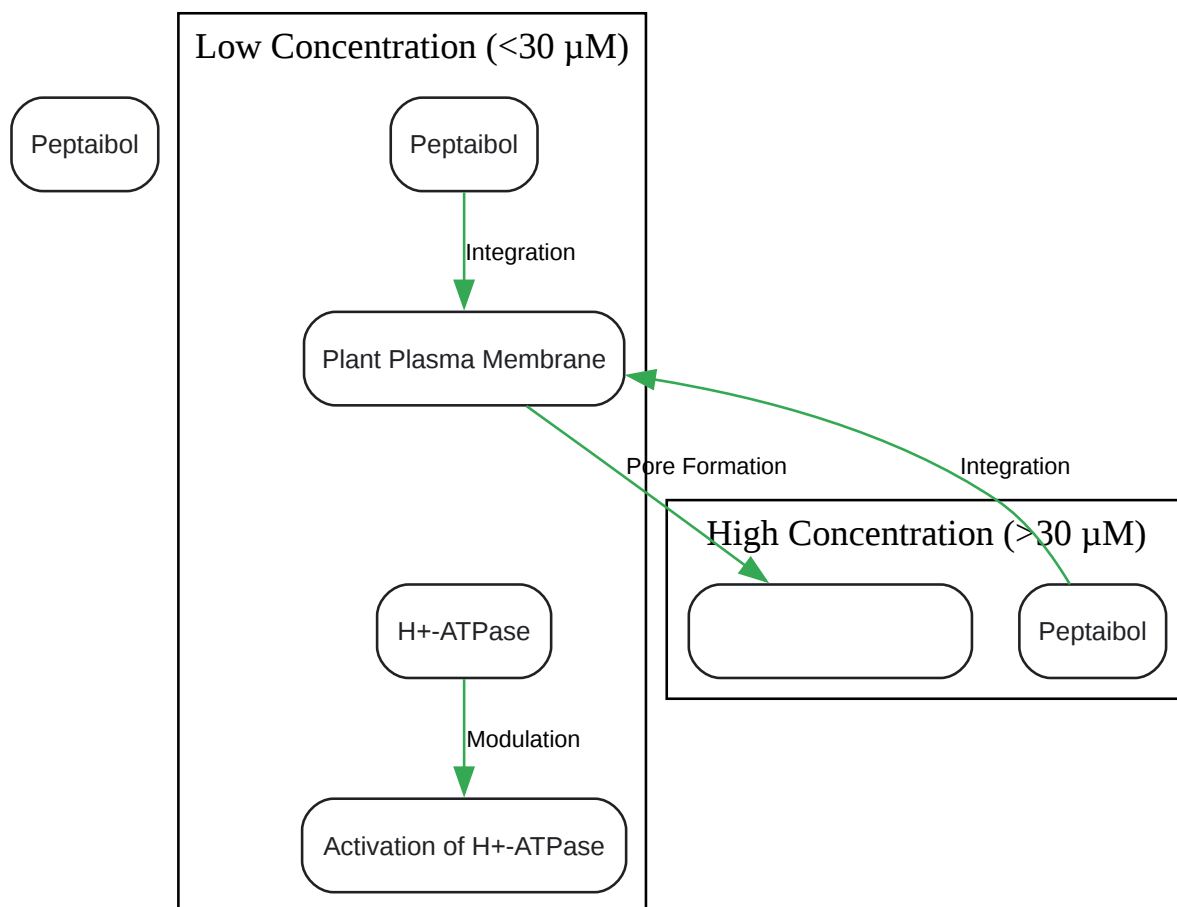 Low Concentration (<30 µM)
Peptaibol
Peptaibol
Integration
Plant Plasma Membrane
Pore Formation
Integration
High Concentration (>30 µM)
H+-ATPase
Peptaibol
Modulation
Activation of H+-ATPase